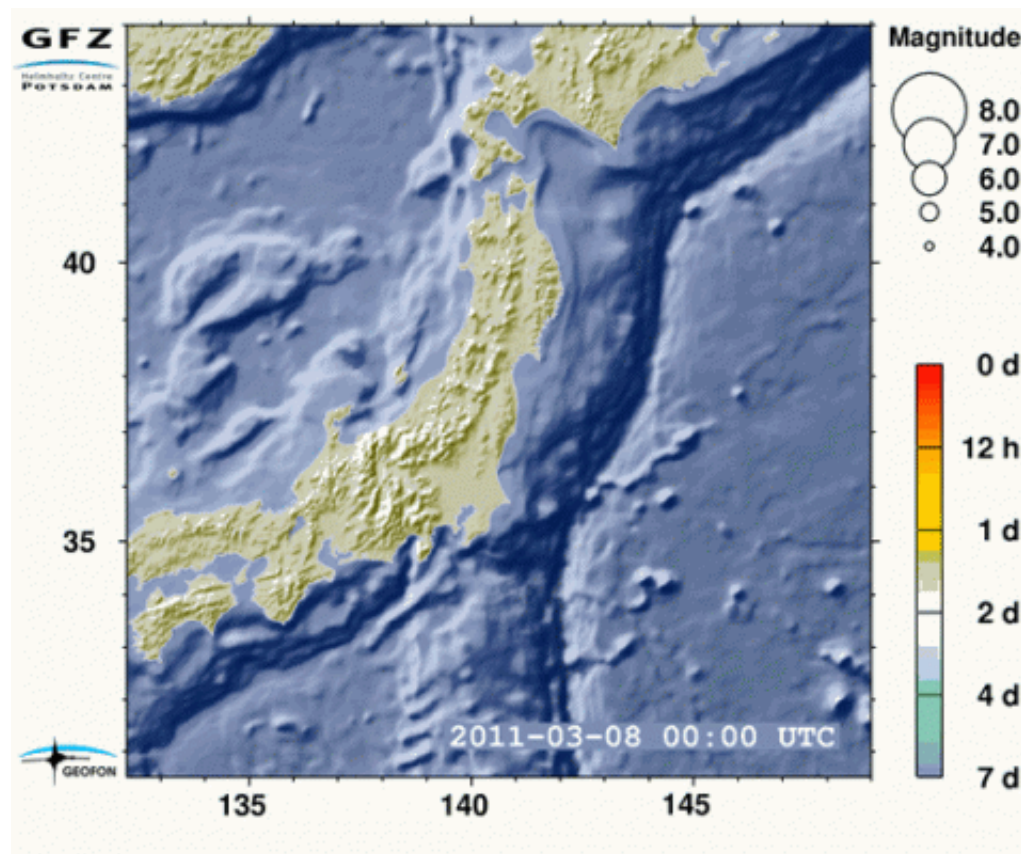 GFZ
Helmholtz Centre
POTSDAM
Magnitude
8.0
7.0
6.0
5.0
4.0
40
35
0 d
12 h
1 d
2 d
4 d
7 d
2011-03-08 00:00 UTC
GEOFON
135
140
145